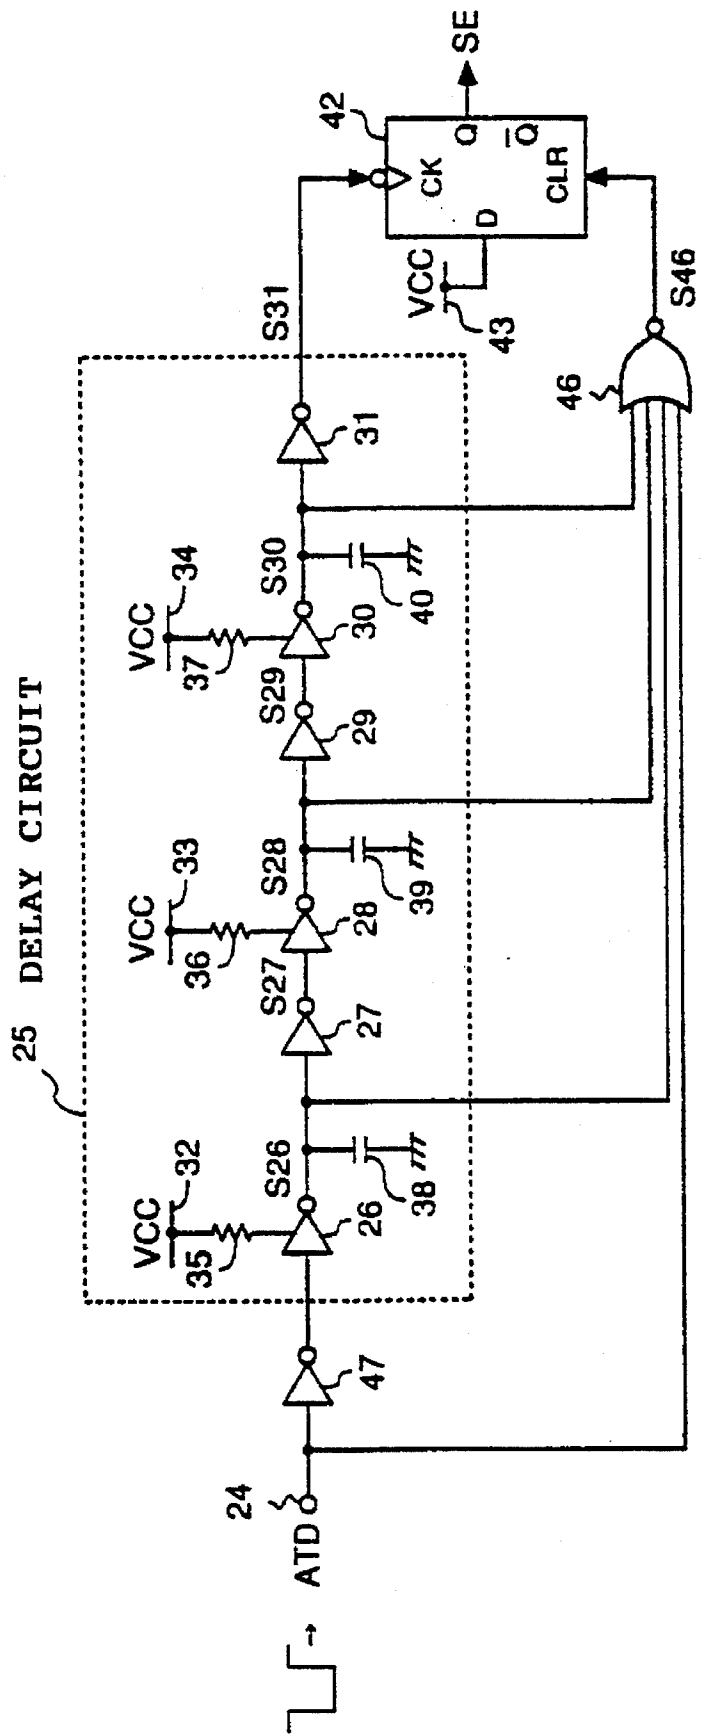 25 DELAY CIRCUIT
VCC 32
35
26
S26
38
27
S27
VCC 33
36
28
S28
39
29
S29
VCC 34
37
30
S30
40
31
S31
24
ATD
47
46
S46
VCC
43
42
CK
D
Q
Q̅
CLR
SE